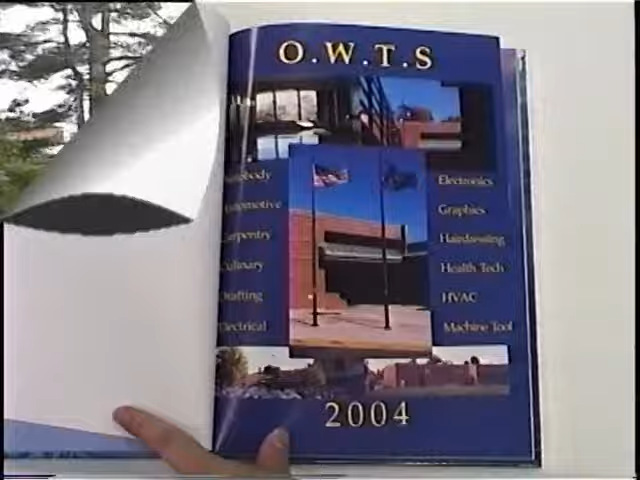 O.W.T.S
Autobody
Automotive
Carpentry
Culinary
Drafting
Electrical
Electronics
Graphics
Hairdressing
Health Tech
HVAC
Machine Tool
2004